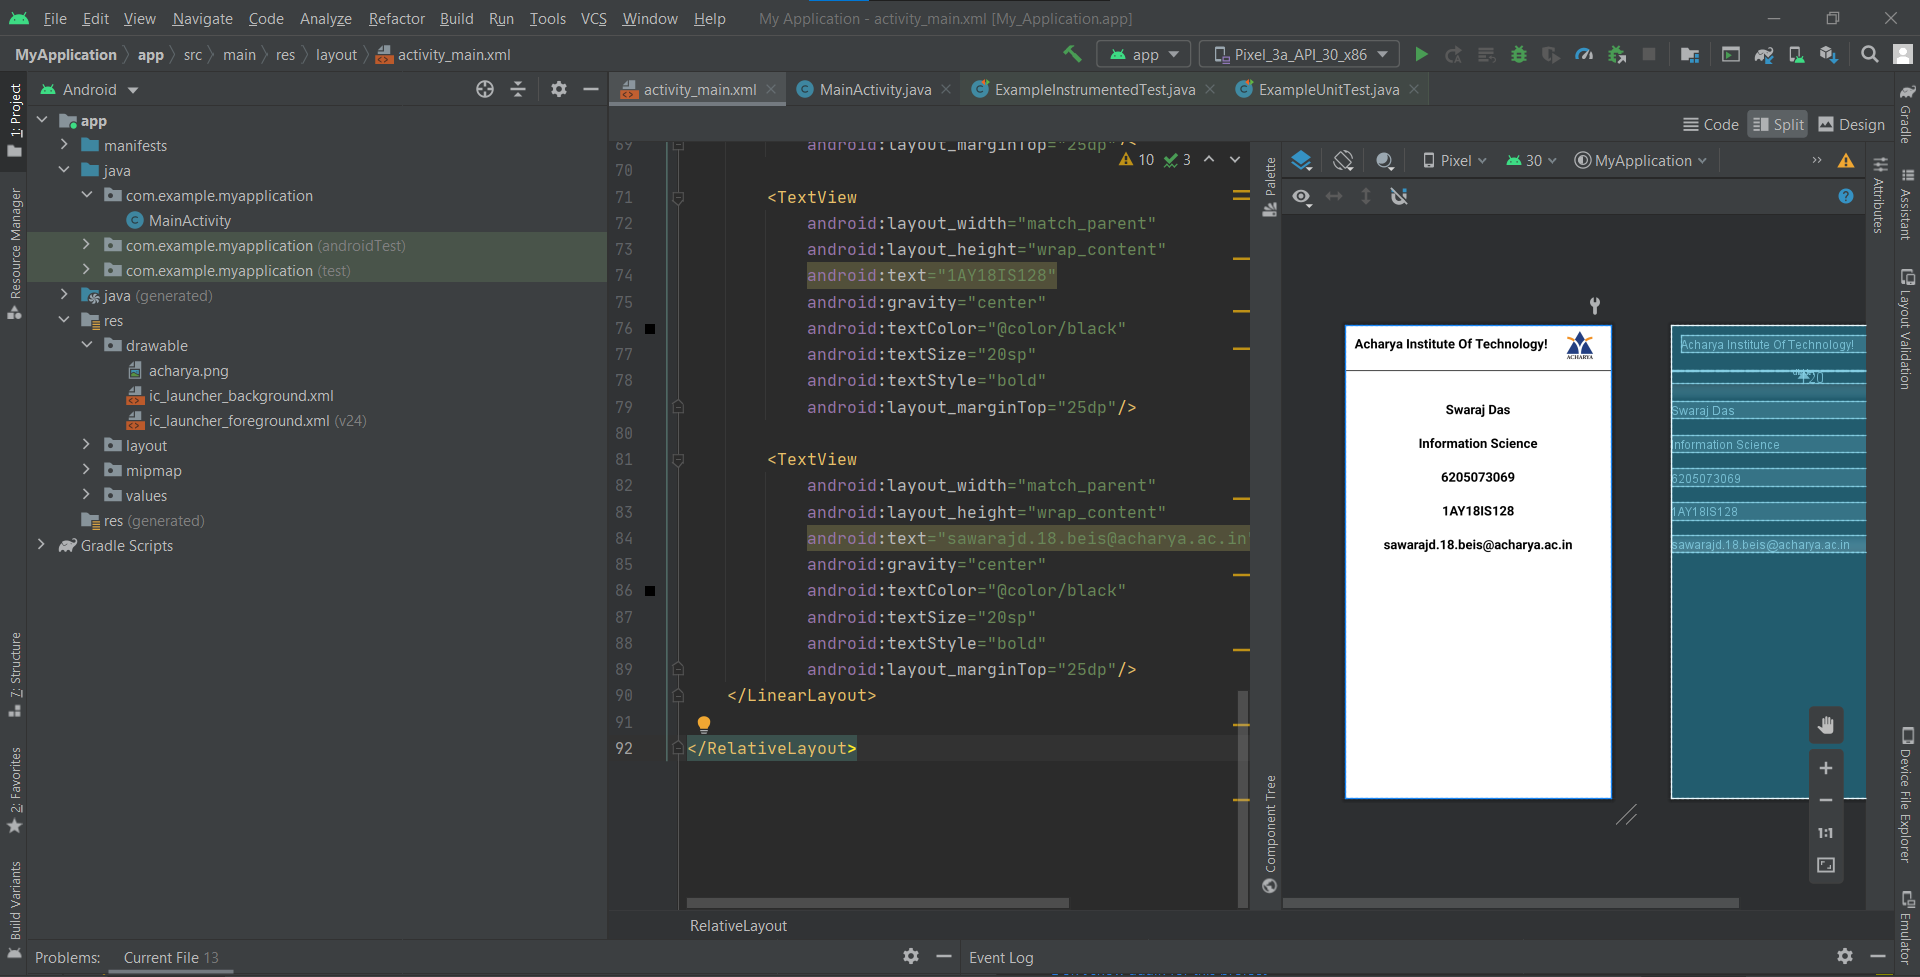 File Edit View Navigate Code Analyze Refactor Build Run Tools VCS Window Help My Application - activity_main.xml [My_Application.app]
MyApplication app src main res layout activity_main.xml app Pixel_3a_API_30_x86
Android
activity_main.xml MainActivity.java ExampleInstrumentedTest.java ExampleUnitTest.java
Code Split Design
1: Project
Resource Manager
7: Structure
2: Favorites
Build Variants
app
manifests
java
com.example.myapplication
MainActivity
com.example.myapplication (androidTest)
com.example.myapplication (test)
java (generated)
res
drawable
acharya.png
ic_launcher_background.xml
ic_launcher_foreground.xml (v24)
layout
mipmap
values
res (generated)
Gradle Scripts
10 3
69 android:layout_marginTop="25dp"/>
70
71 <TextView
72 android:layout_width="match_parent"
73 android:layout_height="wrap_content"
74 android:text="1AY18IS128"
75 android:gravity="center"
76 android:textColor="@color/black"
77 android:textSize="20sp"
78 android:textStyle="bold"
79 android:layout_marginTop="25dp"/>
80
81 <TextView
82 android:layout_width="match_parent"
83 android:layout_height="wrap_content"
84 android:text="sawarajd.18.beis@acharya.ac.in"
85 android:gravity="center"
86 android:textColor="@color/black"
87 android:textSize="20sp"
88 android:textStyle="bold"
89 android:layout_marginTop="25dp"/>
90 </LinearLayout>
91
92 </RelativeLayout>
RelativeLayout
Palette
Component Tree
Pixel 30 MyApplication
Acharya Institute Of Technology!
ACHARYA
Swaraj Das
Information Science
6205073069
1AY18IS128
sawarajd.18.beis@acharya.ac.in
Acharya Institute Of Technology!
20
Swaraj Das
Information Science
6205073069
1AY18IS128
sawarajd.18.beis@acharya.ac.in
1:1
Attributes
Gradle
Assistant
Layout Validation
Device File Explorer
Emulator
Problems: Current File 13
Event Log